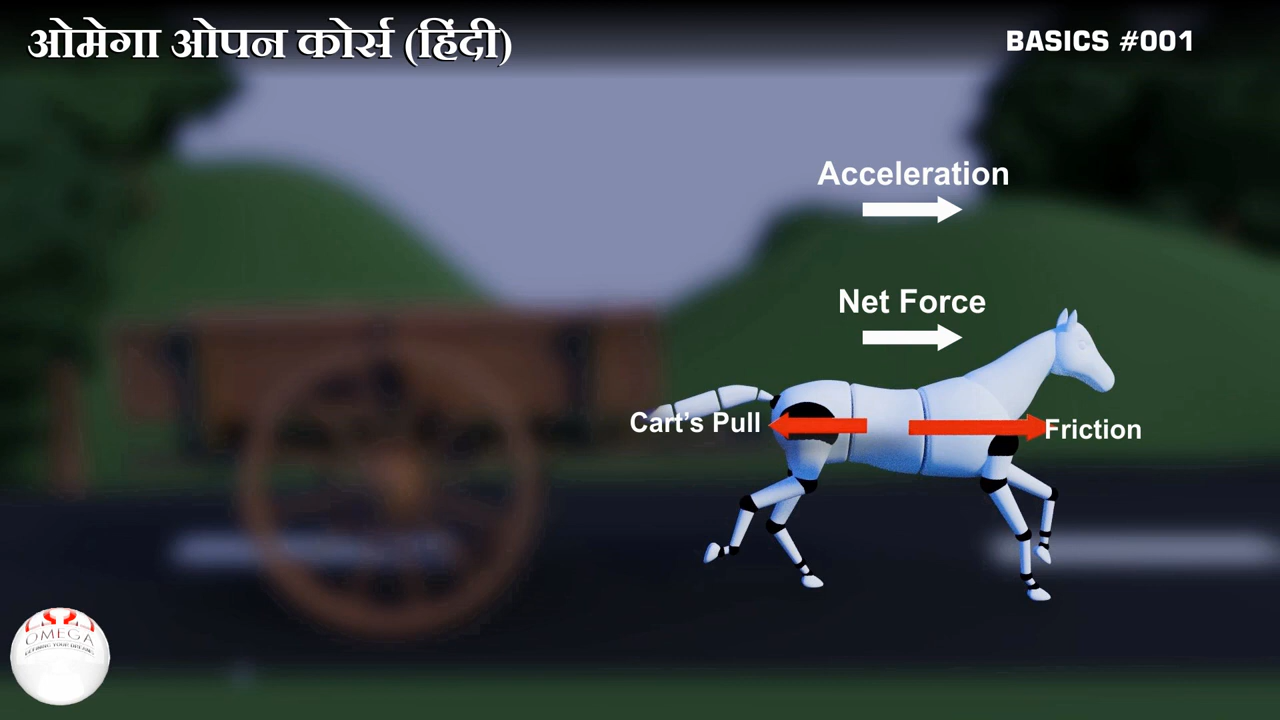 ओमेगा ओपन कोर्स (हिंदी)
BASICS #001
Acceleration
Net Force
Cart's Pull
Friction
OMEGA